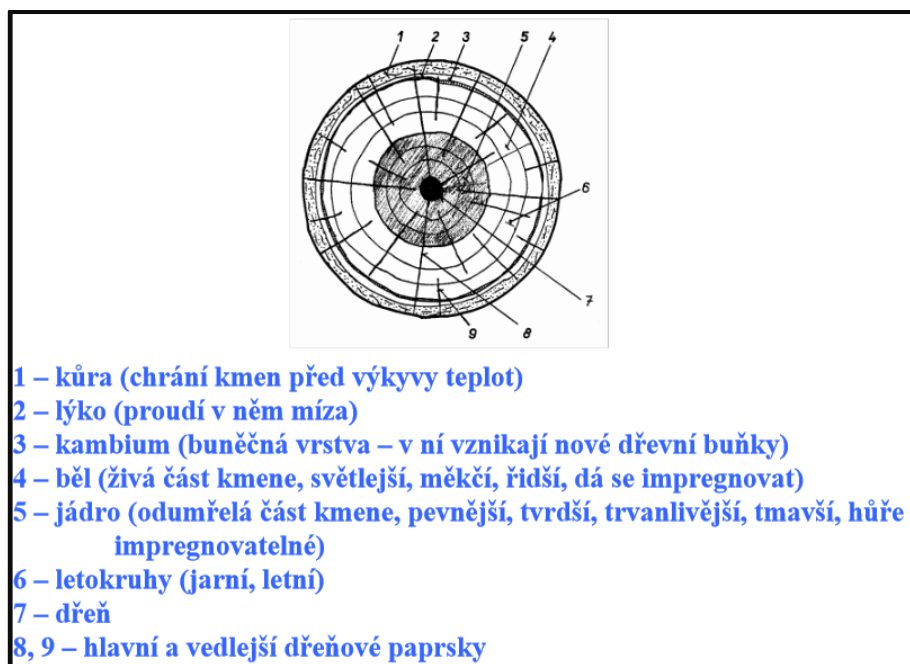 1 2 3 5 4
6
7
9 8
1 – kůra (chrání kmen před výkyvy teplot)
2 – lýko (proudí v něm míza)
3 – kambium (buněčná vrstva – v ní vznikají nové dřevní buňky)
4 – běl (živá část kmene, světlejší, měkčí, řidší, dá se impregnovat)
5 – jádro (odumřelá část kmene, pevnější, tvrdší, trvanlivější, tmavší, hůře
impregnovatelné)
6 – letokruhy (jarní, letní)
7 – dřeň
8, 9 – hlavní a vedlejší dřeňové paprsky